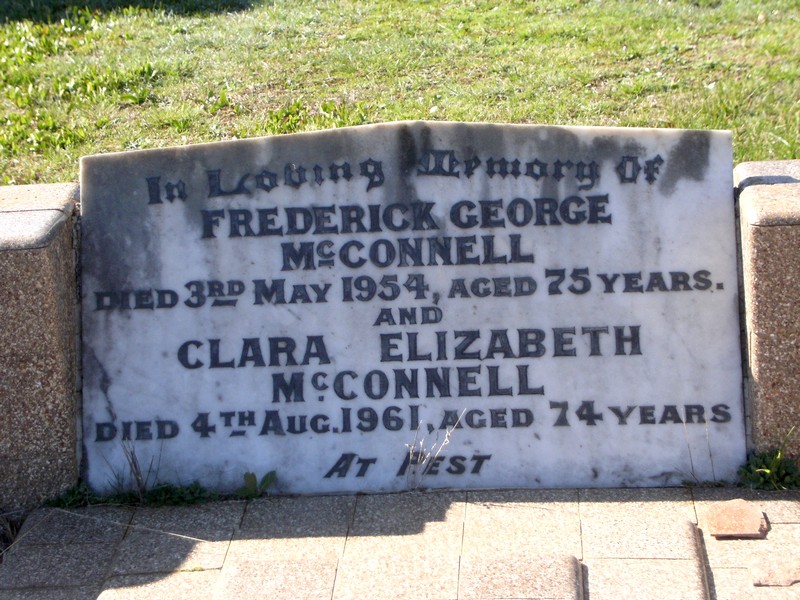 In Loving Memory Of
FREDERICK GEORGE
McCONNELL
DIED 3RD MAY 1954, AGED 75 YEARS.
AND
CLARA ELIZABETH
McCONNELL
DIED 4TH AUG. 1961, AGED 74 YEARS
AT REST